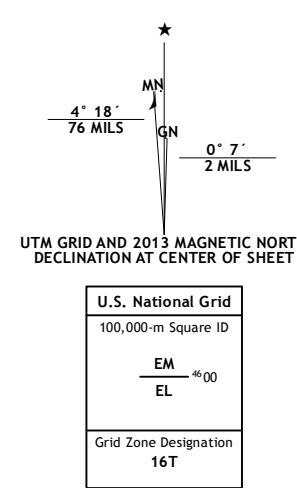 ★
MN
GN
4° 18´
76 MILS
0° 7´
2 MILS
UTM GRID AND 2013 MAGNETIC NORT
DECLINATION AT CENTER OF SHEET
U.S. National Grid
100,000-m Square ID
EM
4600
EL
Grid Zone Designation
16T